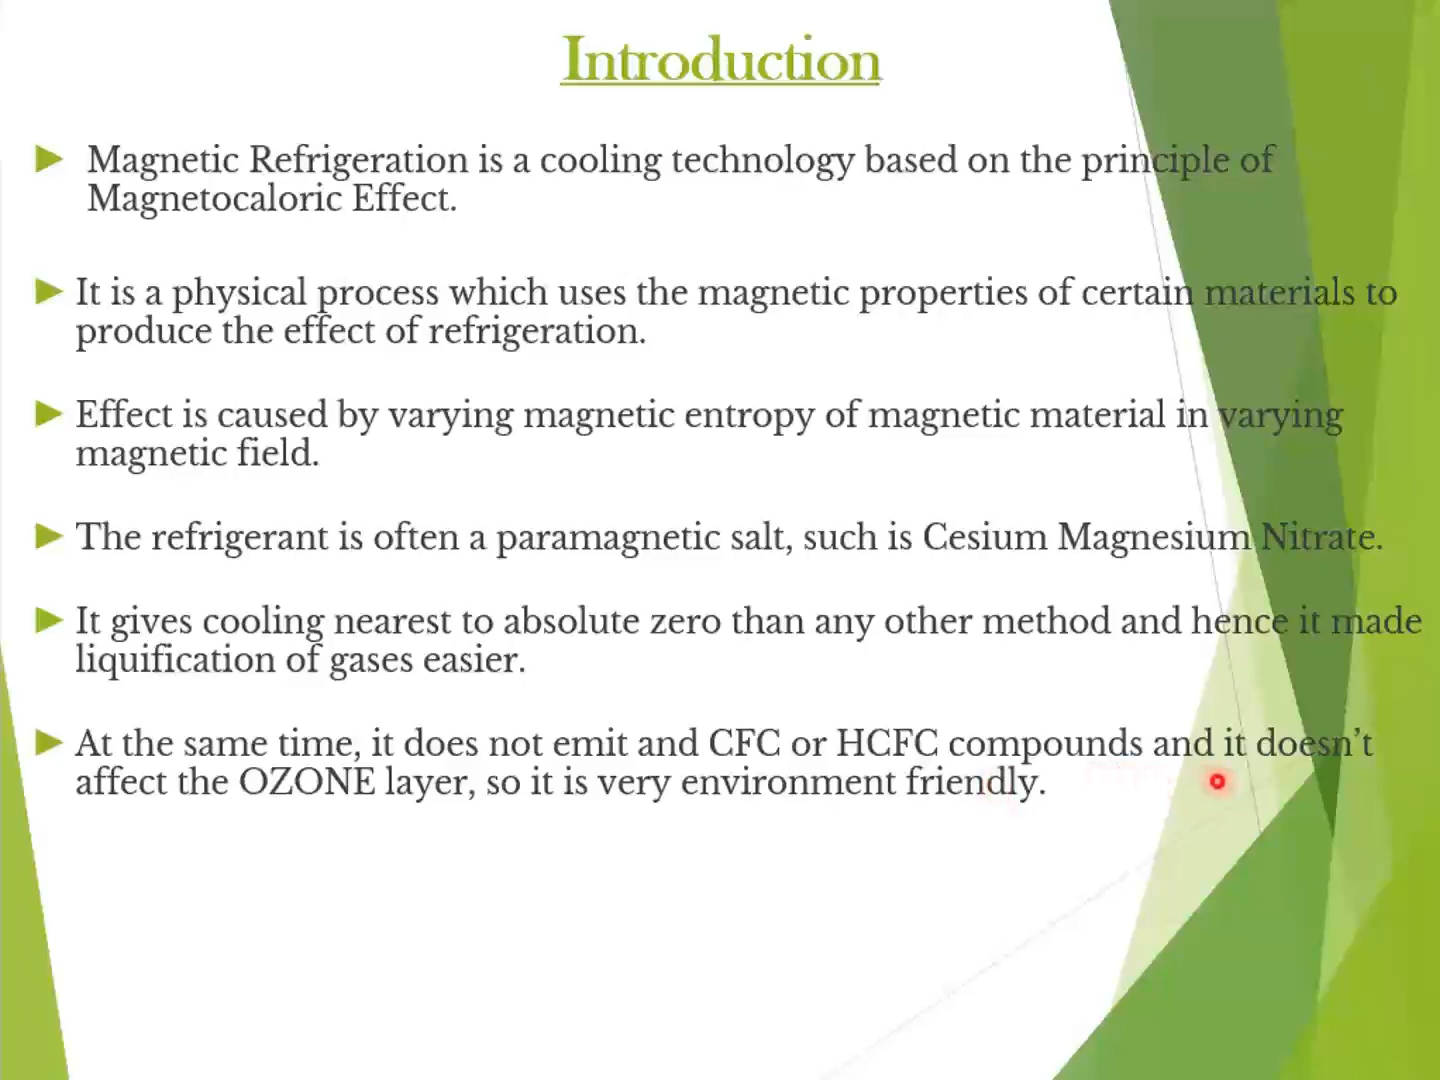 Introduction
Magnetic Refrigeration is a cooling technology based on the principle of
Magnetocaloric Effect.
It is a physical process which uses the magnetic properties of certain materials to
produce the effect of refrigeration.
Effect is caused by varying magnetic entropy of magnetic material in varying
magnetic field.
The refrigerant is often a paramagnetic salt, such is Cesium Magnesium Nitrate.
It gives cooling nearest to absolute zero than any other method and hence it made
liquification of gases easier.
At the same time, it does not emit and CFC or HCFC compounds and it doesn’t
affect the OZONE layer, so it is very environment friendly.